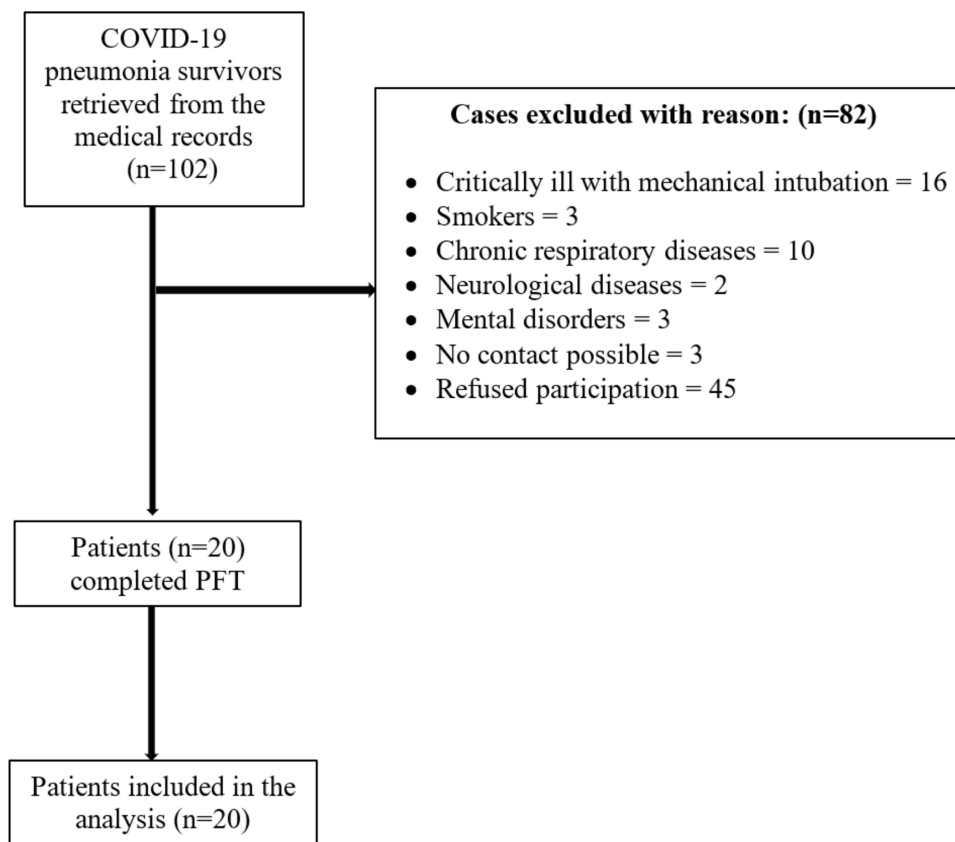 COVID-19
pneumonia survivors
retrieved from the
medical records
(n=102)
Cases excluded with reason: (n=82)
• Critically ill with mechanical intubation = 16
• Smokers = 3
• Chronic respiratory diseases = 10
• Neurological diseases = 2
• Mental disorders = 3
• No contact possible = 3
• Refused participation = 45
Patients (n=20)
completed PFT
Patients included in the
analysis (n=20)